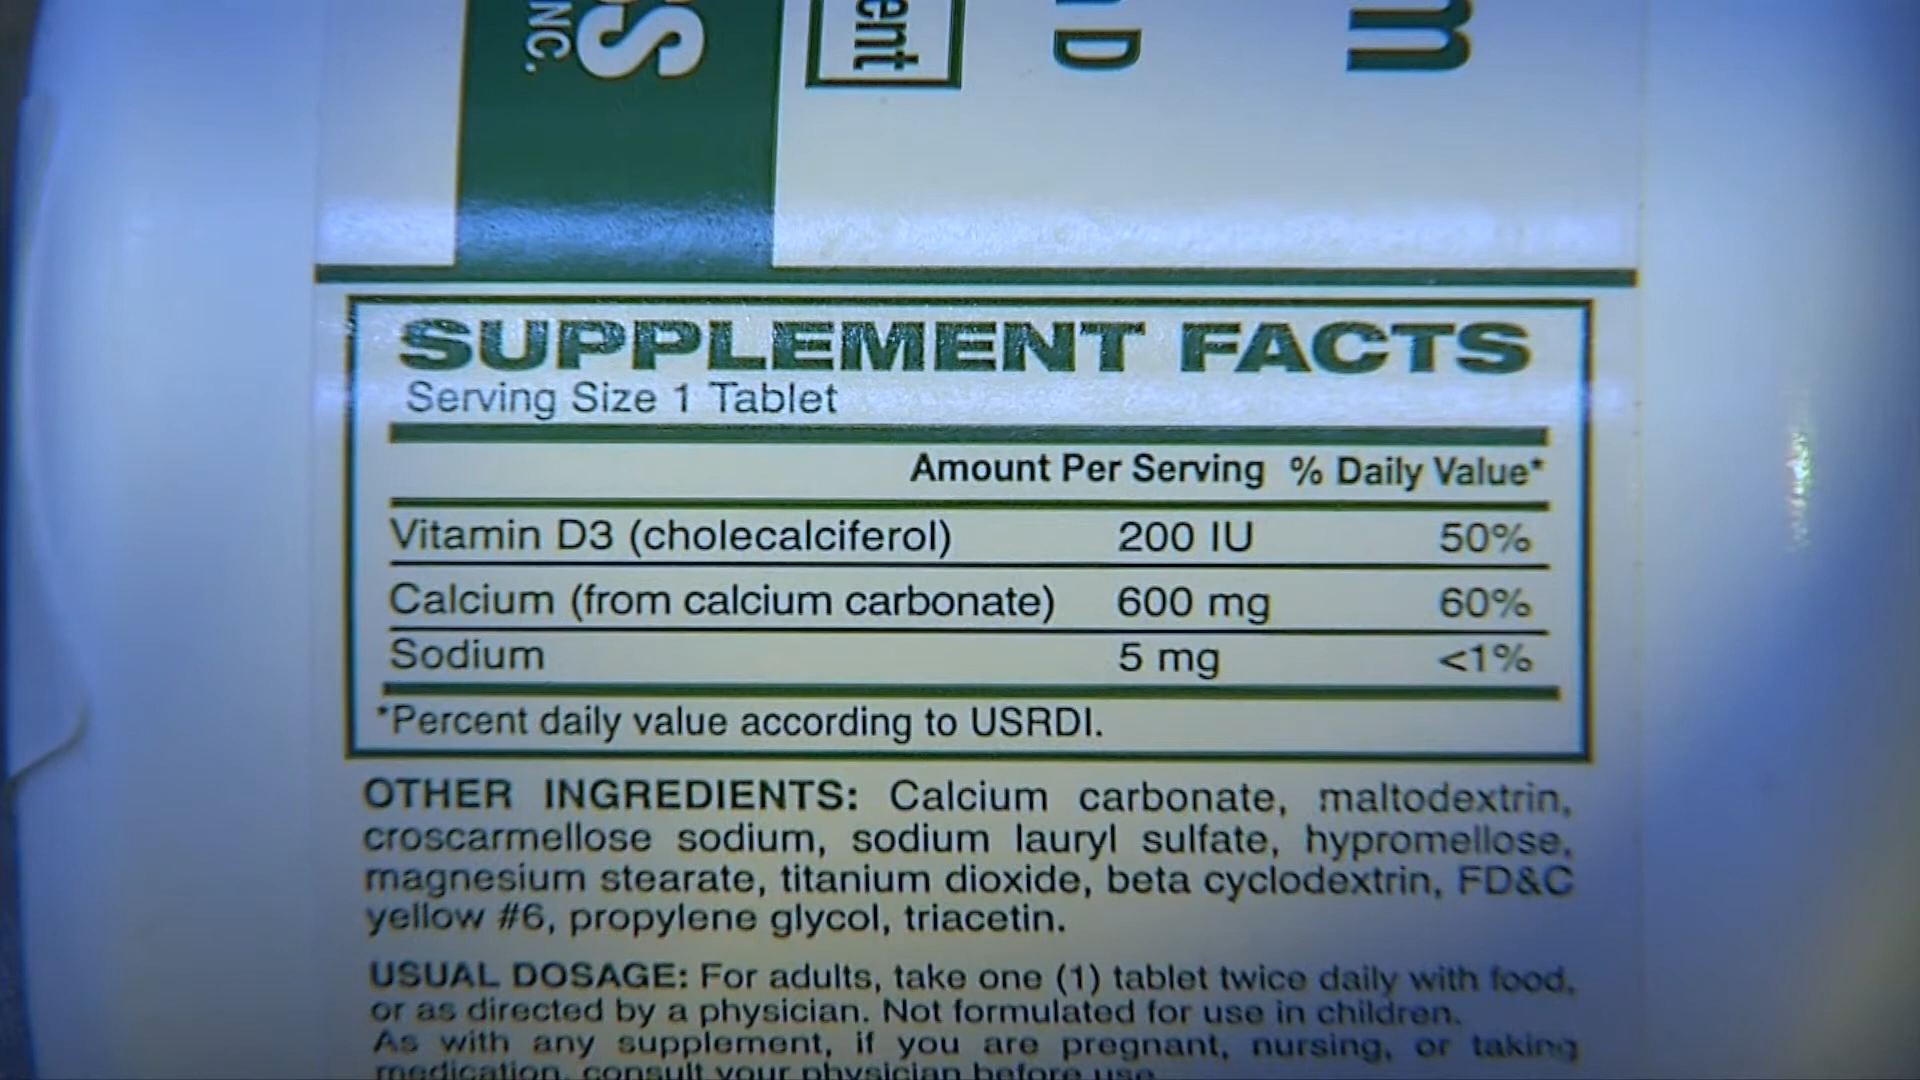 S
INC.
ent
D
m
SUPPLEMENT FACTS
Serving Size 1 Tablet
Amount Per Serving % Daily Value*
Vitamin D3 (cholecalciferol) 200 IU 50%
Calcium (from calcium carbonate) 600 mg 60%
Sodium 5 mg <1%
*Percent daily value according to USRDI.
OTHER INGREDIENTS: Calcium carbonate, maltodextrin,
croscarmellose sodium, sodium lauryl sulfate, hypromellose,
magnesium stearate, titanium dioxide, beta cyclodextrin, FD&C
yellow #6, propylene glycol, triacetin.
USUAL DOSAGE: For adults, take one (1) tablet twice daily with food,
or as directed by a physician. Not formulated for use in children.
As with any supplement, if you are pregnant, nursing, or taking
medication, consult your physician before use.